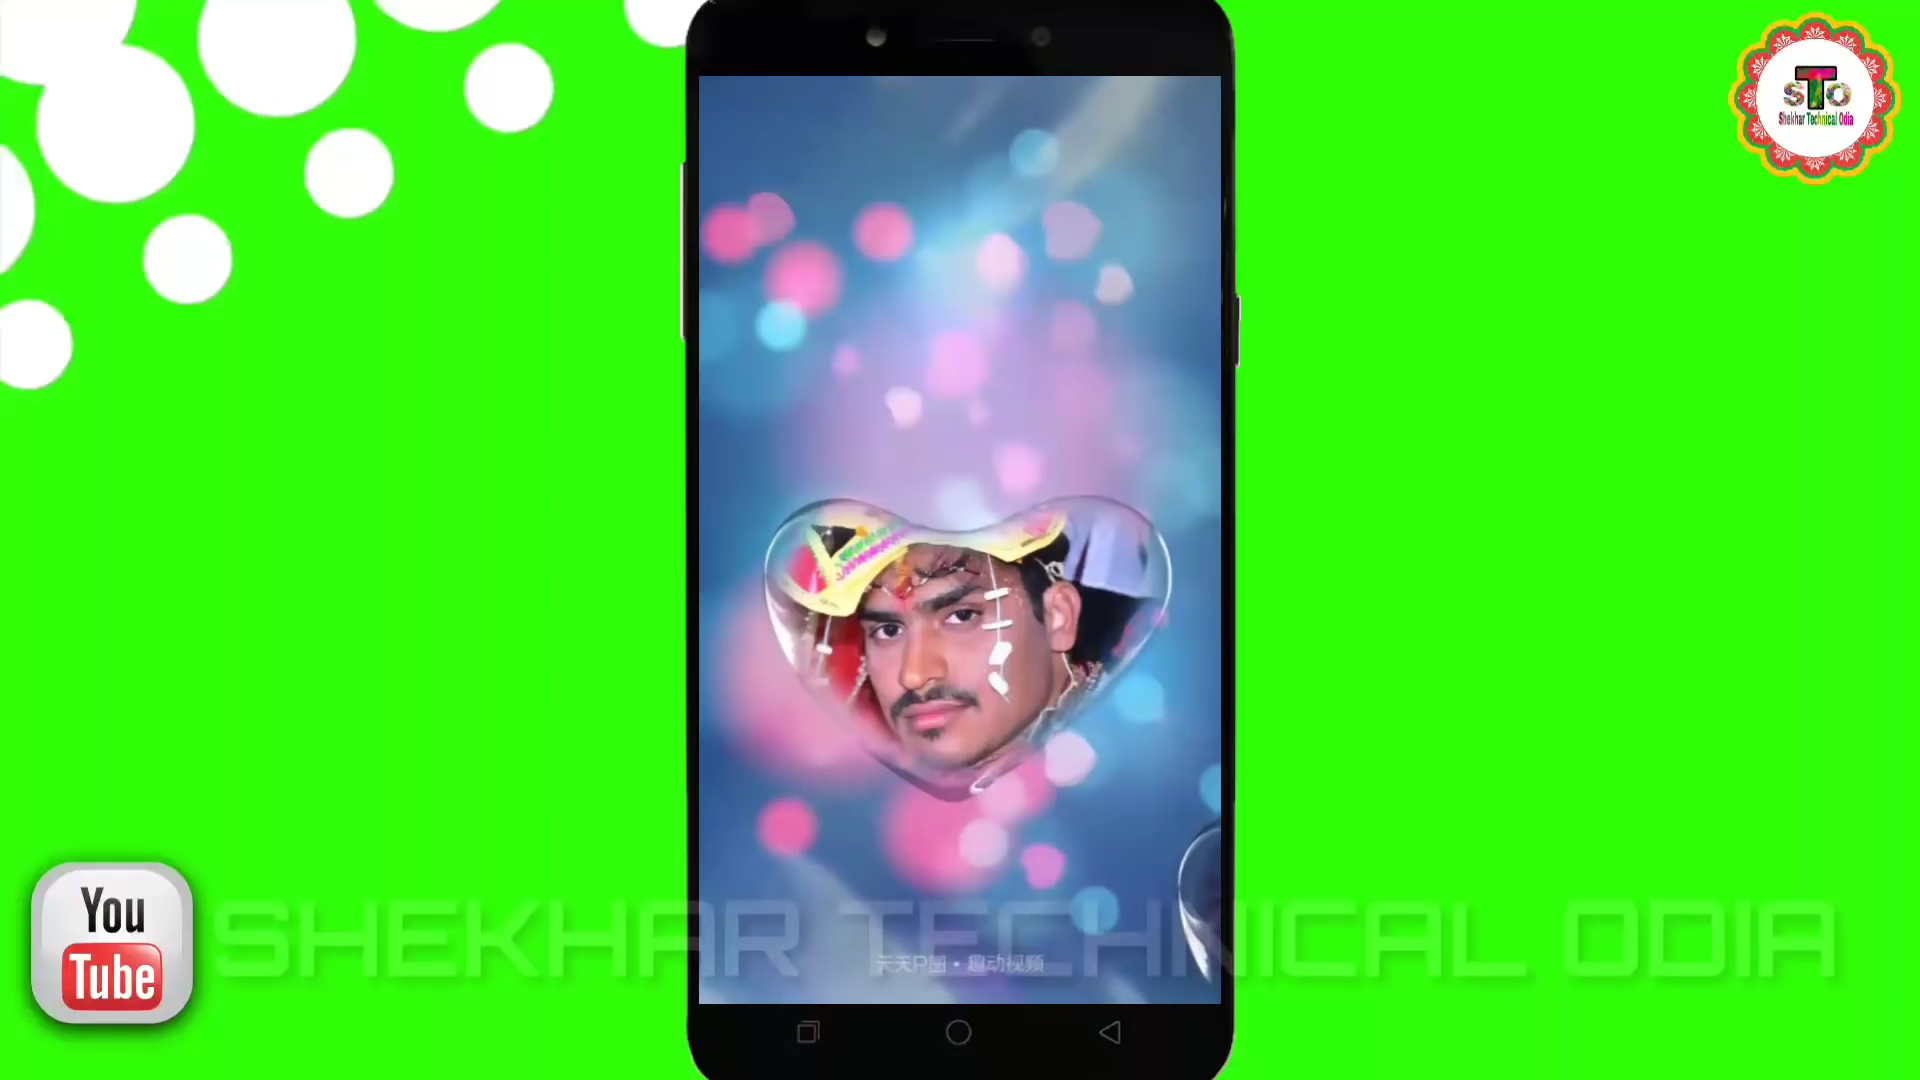 STO
Shekhar Technical Odia
You
Tube
SHEKHAR TECHNICAL ODIA
天天P图 • 趣动视频